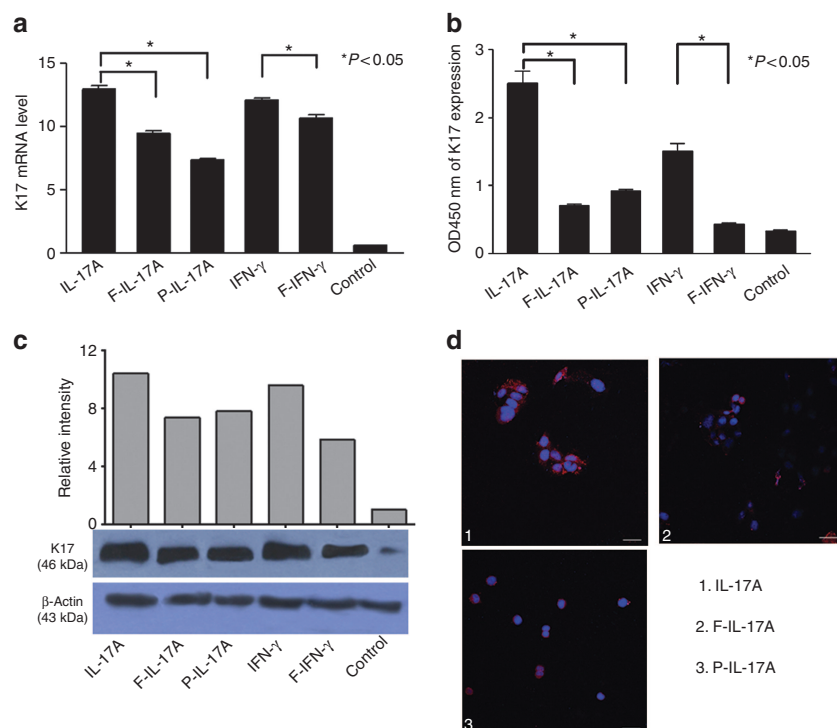 a
*
*
*
*P<0.05
K17 mRNA level
15
10
5
0
IL-17A
F-IL-17A
P-IL-17A
IFN-γ
F-IFN-γ
Control
b
*
*
*
*P<0.05
OD450 nm of K17 expression
3
2
1
0
IL-17A
F-IL-17A
P-IL-17A
IFN-γ
F-IFN-γ
Control
c
Relative intensity
12
8
4
0
K17
(46 kDa)
β-Actin
(43 kDa)
IL-17A
F-IL-17A
P-IL-17A
IFN-γ
F-IFN-γ
Control
d
1
2
3
1. IL-17A
2. F-IL-17A
3. P-IL-17A